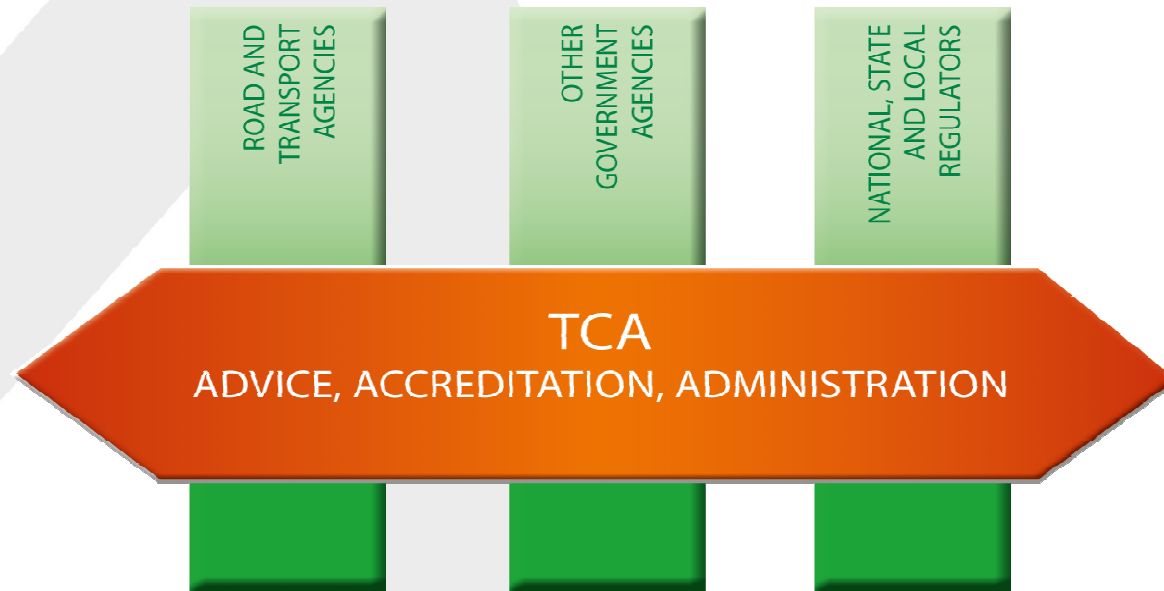 ROAD AND
TRANSPORT
AGENCIES
OTHER
GOVERNMENT
AGENCIES
NATIONAL, STATE
AND LOCAL
REGULATORS
TCA
ADVICE, ACCREDITATION, ADMINISTRATION